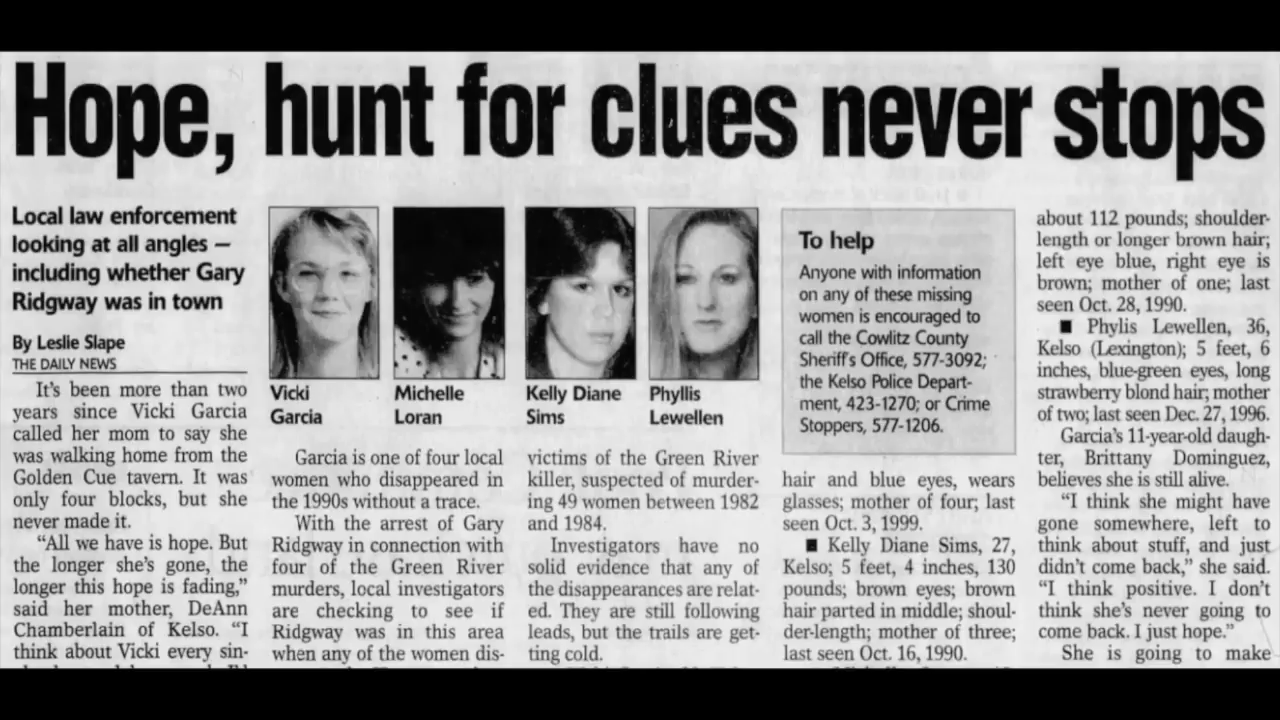 Hope, hunt for clues never stops
Local law enforcement
looking at all angles –
including whether Gary
Ridgway was in town
By Leslie Slape
THE DAILY NEWS
It's been more than two
years since Vicki Garcia
called her mom to say she
was walking home from the
Golden Cue tavern. It was
only four blocks, but she
never made it.
"All we have is hope. But
the longer she's gone, the
longer this hope is fading,"
said her mother, DeAnn
Chamberlain of Kelso. "I
think about Vicki every sin-
Vicki
Garcia
Michelle
Loran
Kelly Diane
Sims
Phyllis
Lewellen
Garcia is one of four local
women who disappeared in
the 1990s without a trace.
With the arrest of Gary
Ridgway in connection with
four of the Green River
murders, local investigators
are checking to see if
Ridgway was in this area
when any of the women dis-
victims of the Green River
killer, suspected of murder-
ing 49 women between 1982
and 1984.
Investigators have no
solid evidence that any of
the disappearances are relat-
ed. They are still following
leads, but the trails are get-
ting cold.
To help
Anyone with information
on any of these missing
women is encouraged to
call the Cowlitz County
Sheriff's Office, 577-3092;
the Kelso Police Depart-
ment, 423-1270; or Crime
Stoppers, 577-1206.
hair and blue eyes, wears
glasses; mother of four; last
seen Oct. 3, 1999.
■ Kelly Diane Sims, 27,
Kelso; 5 feet, 4 inches, 130
pounds; brown eyes; brown
hair parted in middle; shoul-
der-length; mother of three;
last seen Oct. 16, 1990.
about 112 pounds; shoulder-
length or longer brown hair;
left eye blue, right eye is
brown; mother of one; last
seen Oct. 28, 1990.
■ Phylis Lewellen, 36,
Kelso (Lexington); 5 feet, 6
inches, blue-green eyes, long
strawberry blond hair; mother
of two; last seen Dec. 27, 1996.
Garcia's 11-year-old daugh-
ter, Brittany Dominguez,
believes she is still alive.
"I think she might have
gone somewhere, left to
think about stuff, and just
didn't come back," she said.
"I think positive. I don't
think she's never going to
come back. I just hope."
She is going to make